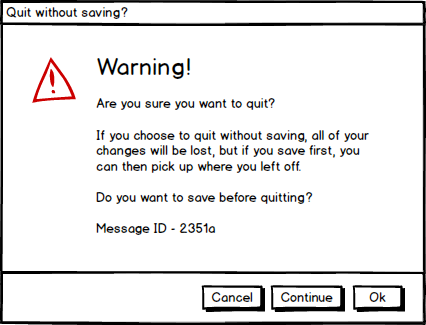 Quit without saving?
Warning!
Are you sure you want to quit?
If you choose to quit without saving, all of your
changes will be lost, but if you save first, you
can then pick up where you left off.
Do you want to save before quitting?
Message ID - 2351a
Cancel
Continue
Ok